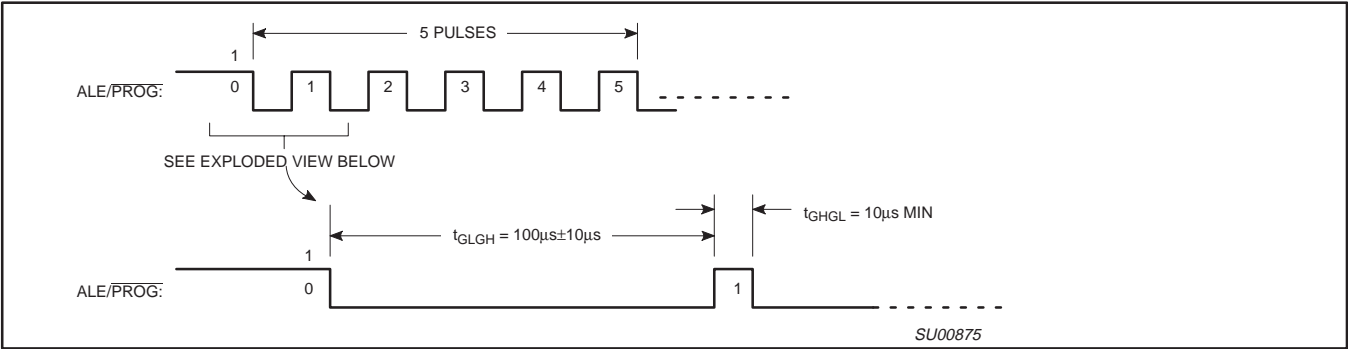 5 PULSES
1
ALE/PROG: 0 1 2 3 4 5
SEE EXPLODED VIEW BELOW
tGHGL = 10μs MIN
tGLGH = 100μs±10μs
1
ALE/PROG: 0 1
SU00875